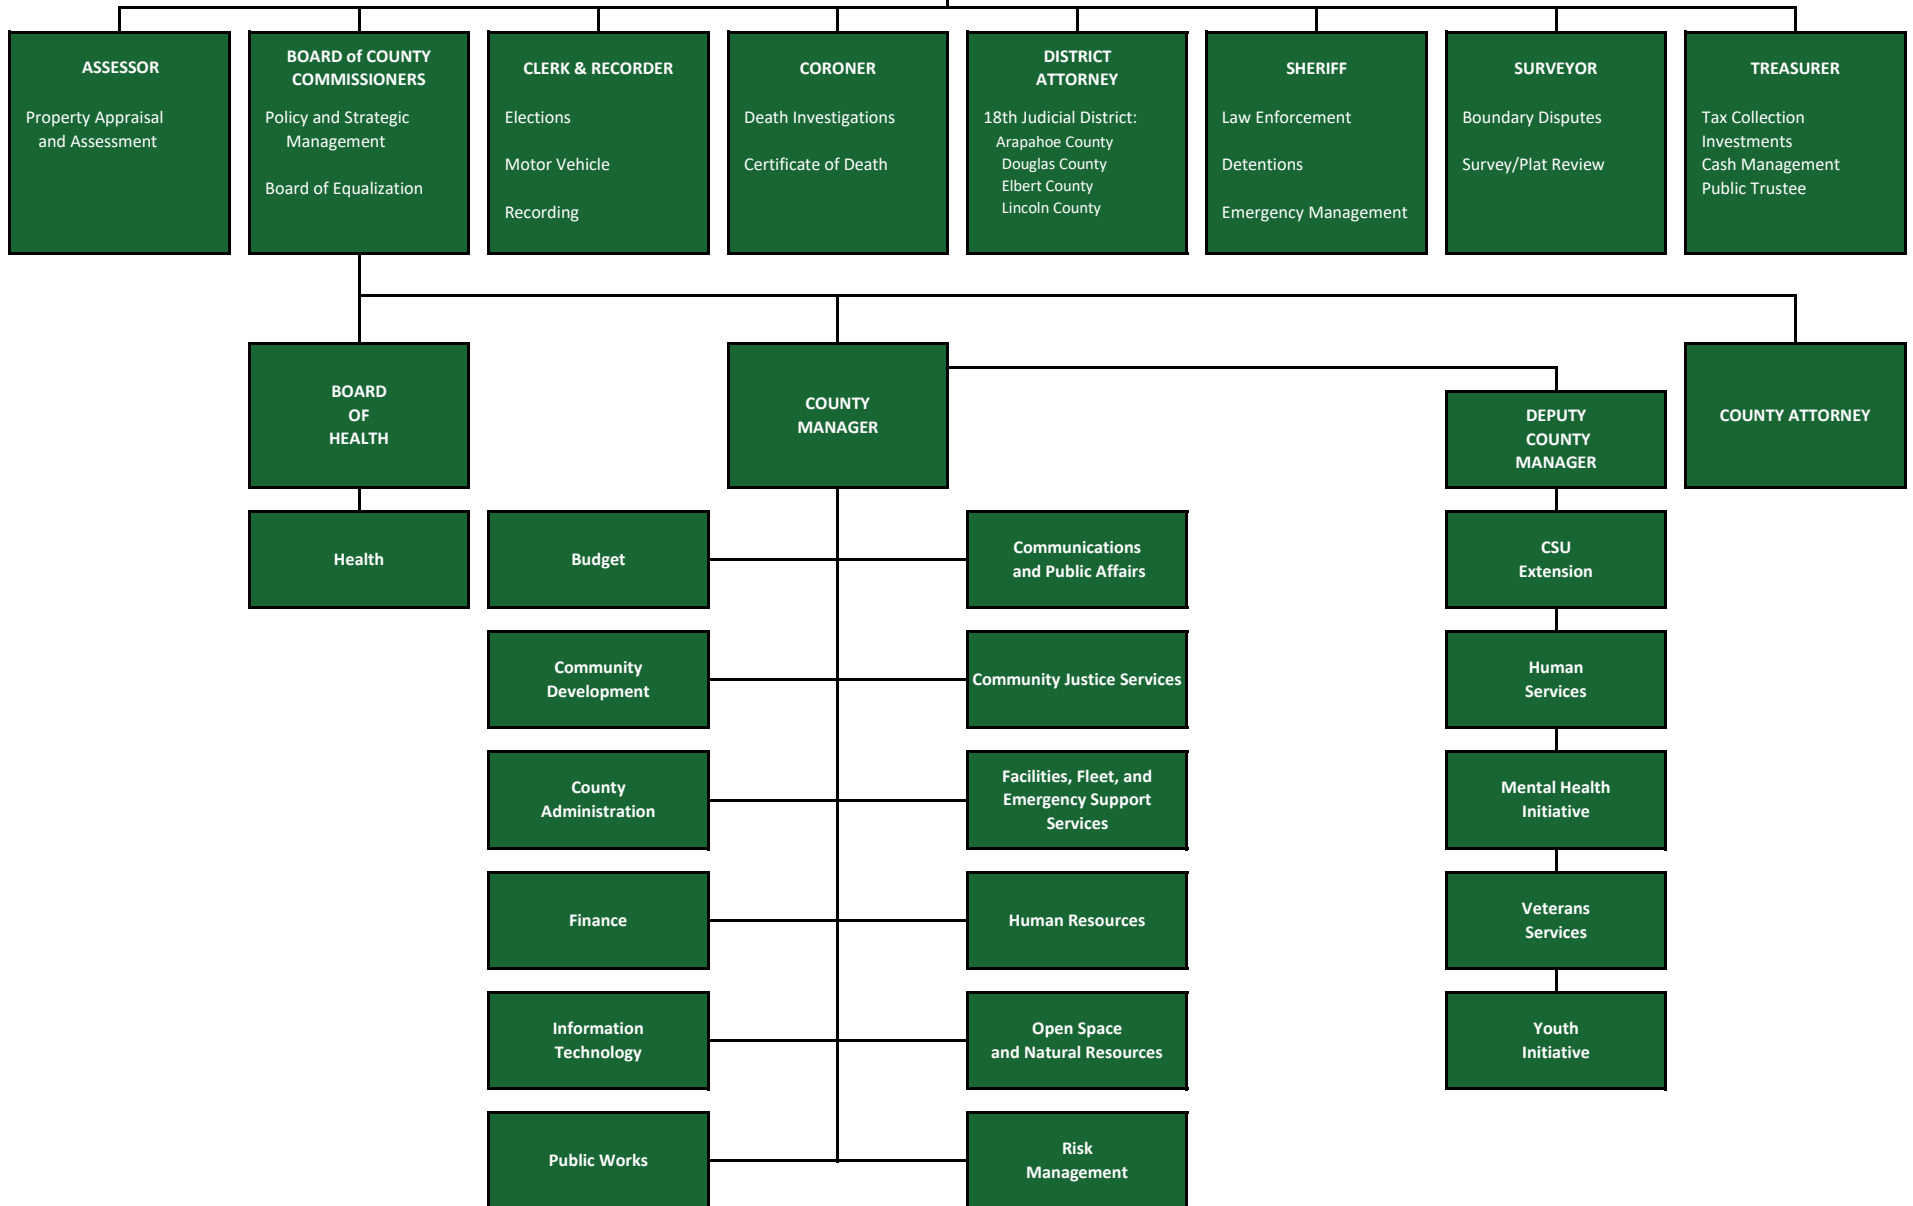 ASSESSOR
Property Appraisal
and Assessment
BOARD of COUNTY
COMMISSIONERS
Policy and Strategic
Management
Board of Equalization
CLERK & RECORDER
Elections
Motor Vehicle
Recording
CORONER
Death Investigations
Certificate of Death
DISTRICT
ATTORNEY
18th Judicial District:
Arapahoe County
Douglas County
Elbert County
Lincoln County
SHERIFF
Law Enforcement
Detentions
Emergency Management
SURVEYOR
Boundary Disputes
Survey/Plat Review
TREASURER
Tax Collection
Investments
Cash Management
Public Trustee
BOARD
OF
HEALTH
COUNTY
MANAGER
DEPUTY
COUNTY
MANAGER
COUNTY ATTORNEY
Health
Budget
Communications
and Public Affairs
CSU
Extension
Community
Development
Community Justice Services
Human
Services
County
Administration
Facilities, Fleet, and
Emergency Support
Services
Mental Health
Initiative
Finance
Human Resources
Veterans
Services
Information
Technology
Open Space
and Natural Resources
Youth
Initiative
Public Works
Risk
Management